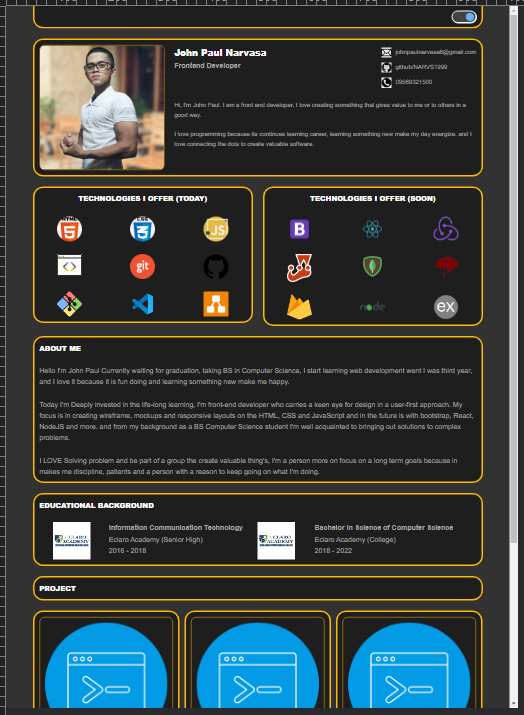 John Paul Narvasa
Frontend Developer
johnpaulnarvasa6@gmail.com
github/NARVS1999
09569321500
Hi, I'm John Paul. I am a front end developer, I love creating something that gives value to me or to others in a
good way.
I love programming because its continues learning career, learning something new make my day energize. and I
love connecting the dots to create valuable software.
TECHNOLOGIES I OFFER (TODAY)
HTML
CSS
JS
git
TECHNOLOGIES I OFFER (SOON)
B
node
ex
ABOUT ME
Hello I'm John Paul Currently waiting for graduation, taking BS in Computer Science, I start learning web development went I was third year,
and I love it because it is fun doing and learning something new make me happy.
Today I'm Deeply invested in the life-long learning, I'm front-end developer who carries a keen eye for design in a user-first approach. My
focus is in creating wireframe, mockups and responsive layouts on the HTML, CSS and JavaScript and in the future is with bootstrap, React,
NodeJS and more. and from my background as a BS Computer Science student I'm well acquainted to bringing out solutions to complex
problems.
I LOVE Solving problem and be part of a group the create valuable thing's, I'm a person more on focus on a long term goals because in
makes me discipline, patients and a person with a reason to keep going on what I'm doing.
EDUCATIONAL BACKGROUND
ECLARO
ACADEMY
Information Communication Technology
Eclaro Academy (Senior High)
2016 - 2018
ECLARO
ACADEMY
Bachelor in Science of Computer Science
Eclaro Academy (College)
2018 - 2022
PROJECT